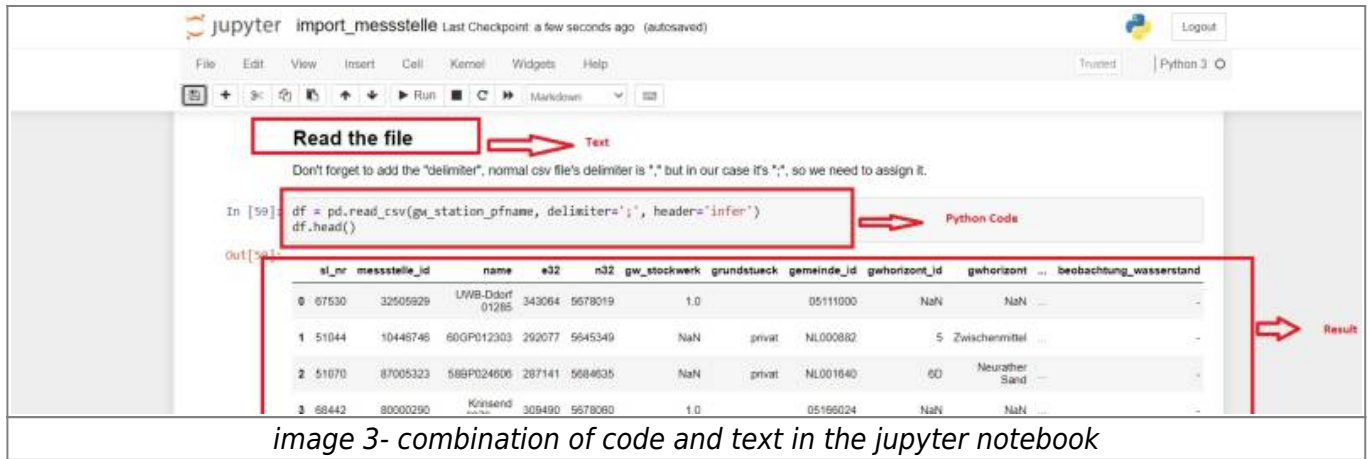 jupyter import_messstelle Last Checkpoint: a few seconds ago (autosaved) Logout
File Edit View Insert Cell Kernel Widgets Help Trusted Python 3
Run Markdown
Read the file Text
Don't forget to add the "delimiter", normal csv file's delimiter is "," but in our case it's ";", so we need to assign it.
In [59]: df = pd.read_csv(gw_station_pfname, delimiter=';', header='infer')
df.head()
Python Code
Out[59]:
sl_nr messstelle_id name e32 n32 gw_stockwerk grundstueck gemeinde_id gwhorizont_id gwhorizont ... beobachtung_wasserstand
0 67530 32505929 UWB-Ddorf 01285 343064 5678019 1.0 05111000 NaN NaN ... -
1 51044 10446746 60GP012303 292077 5645349 NaN privat NL000882 5 Zwischenmittel ... -
2 51070 87005323 58BP024606 287141 5684635 NaN privat NL001640 6D Neurather Sand ... -
3 68442 80000290 Krinsend 309490 5678060 1.0 05166024 NaN NaN ... -
Result
image 3- combination of code and text in the jupyter notebook